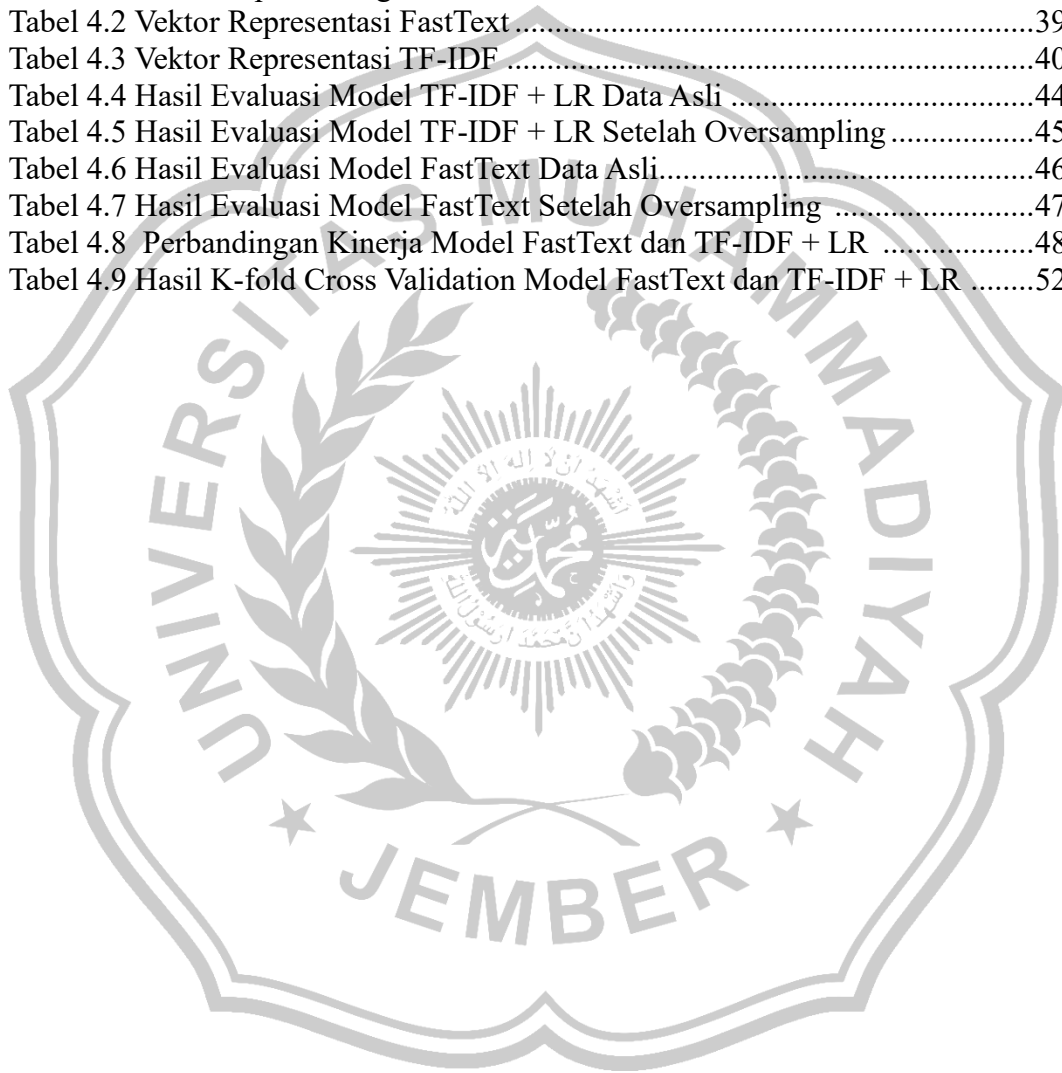 Tabel 4.2 Vektor Representasi FastText ............................................................39
Tabel 4.3 Vektor Representasi TF-IDF ..............................................................40
Tabel 4.4 Hasil Evaluasi Model TF-IDF + LR Data Asli ...................................44
Tabel 4.5 Hasil Evaluasi Model TF-IDF + LR Setelah Oversampling ................45
Tabel 4.6 Hasil Evaluasi Model FastText Data Asli...........................................46
Tabel 4.7 Hasil Evaluasi Model FastText Setelah Oversampling .......................47
Tabel 4.8 Perbandingan Kinerja Model FastText dan TF-IDF + LR ..................48
Tabel 4.9 Hasil K-fold Cross Validation Model FastText dan TF-IDF + LR ........52
UNIVERSITAS MUHAMMADIYAH
JEMBER